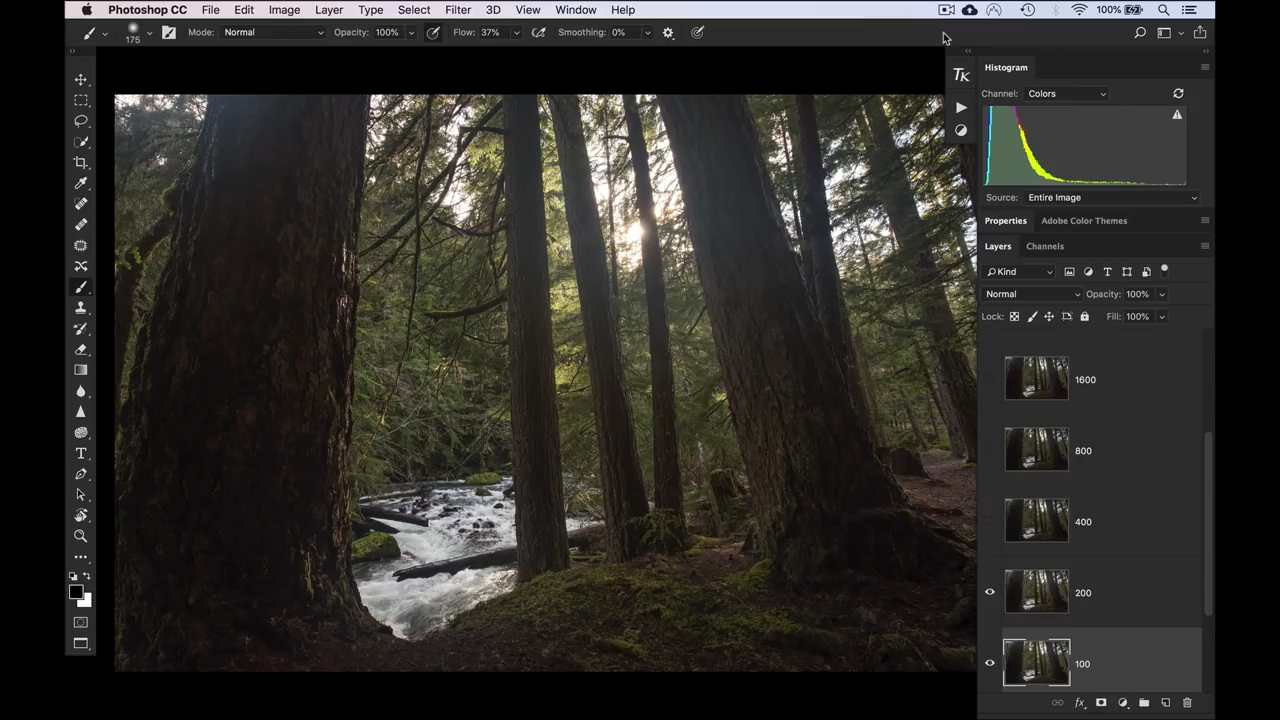 Photoshop CC File Edit Image Layer Type Select Filter 3D View Window Help 100%
175 Mode: Normal Opacity: 100% Flow: 37% Smoothing: 0%
TK
Histogram
Channel: Colors
Source: Entire Image
Properties Adobe Color Themes
Layers Channels
Kind
Normal Opacity: 100%
Lock: Fill: 100%
1600
800
400
200
100